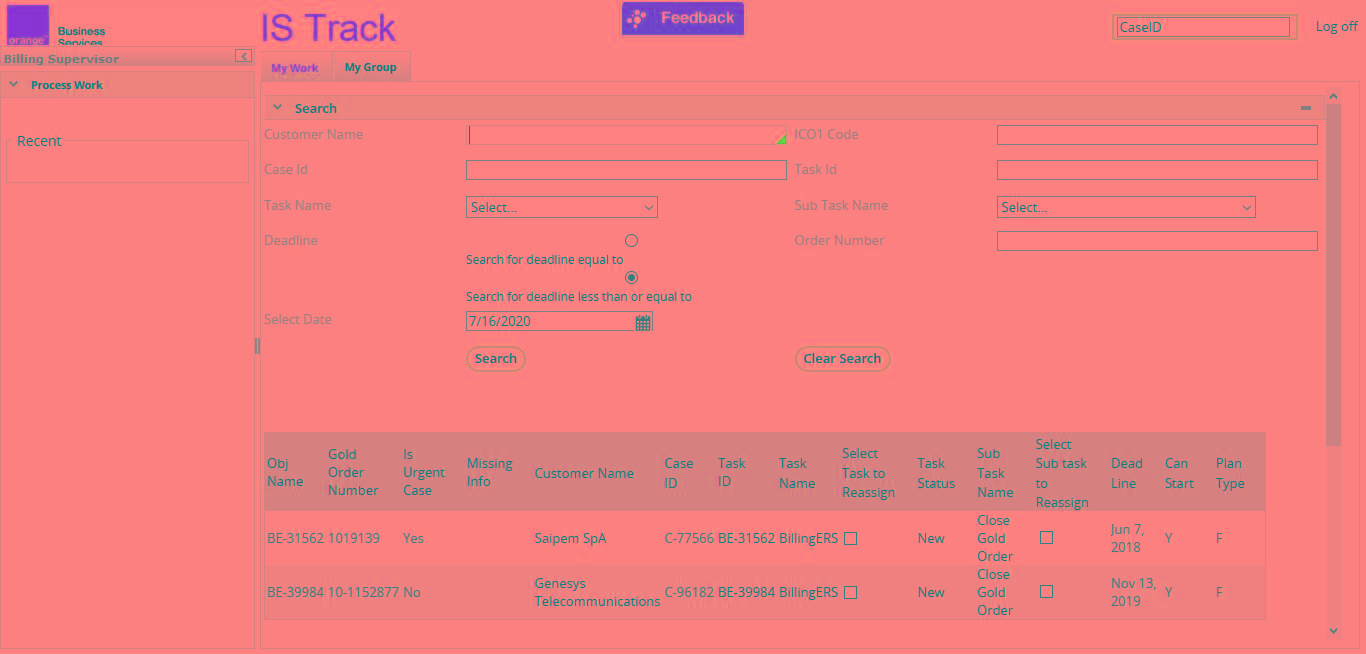 orange™
Business
Services
IS Track
Feedback
CaseID
Log off
Billing Supervisor
My Work
My Group
Process Work
Recent
Search
Customer Name
ICO1 Code
Case Id
Task Id
Task Name
Select...
Sub Task Name
Select...
Deadline
Order Number
Search for deadline equal to
Search for deadline less than or equal to
Select Date
7/16/2020
Search
Clear Search
Obj Name Gold Order Number Is Urgent Case Missing Info Customer Name Case ID Task ID Task Name Select Task to Reassign Task Status Sub Task Name Select Sub task to Reassign Dead Line Can Start Plan Type
BE-31562 1019139 Yes Saipem SpA C-77566 BE-31562 BillingERS New Close Gold Order Jun 7, 2018 Y F
BE-39984 10-1152877 No Genesys Telecommunications C-96182 BE-39984 BillingERS New Close Gold Order Nov 13, 2019 Y F